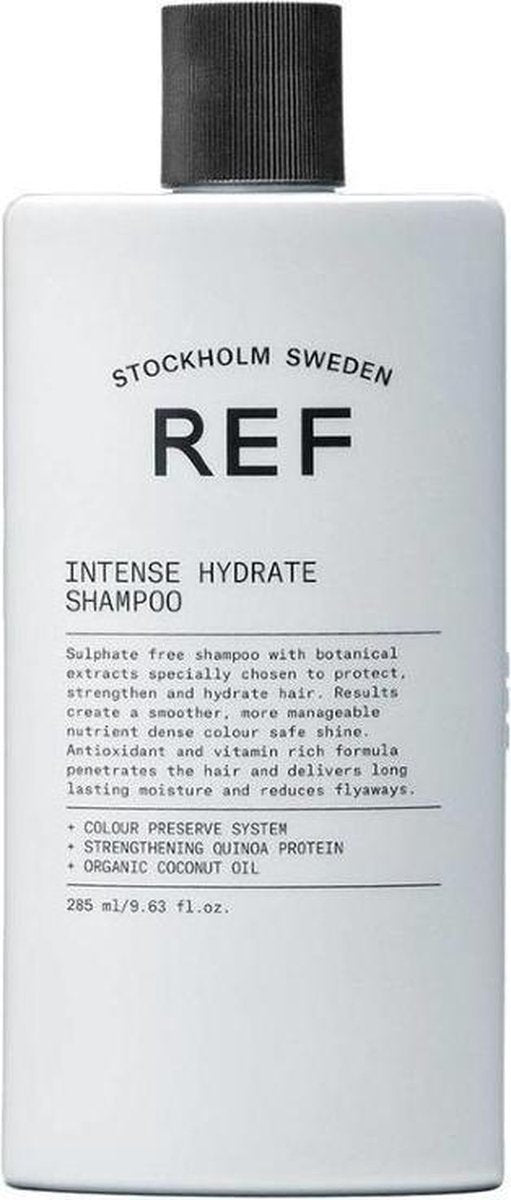 STOCKHOLM SWEDEN
REF
INTENSE HYDRATE
SHAMPOO
Sulphate free shampoo with botanical
extracts specially chosen to protect,
strengthen and hydrate hair. Results
create a smoother, more manageable
nutrient dense colour safe shine.
Antioxidant and vitamin rich formula
penetrates the hair and delivers long
lasting moisture and reduces flyaways.
+ COLOUR PRESERVE SYSTEM
+ STRENGTHENING QUINOA PROTEIN
+ ORGANIC COCONUT OIL
285 ml/9.63 fl.oz.